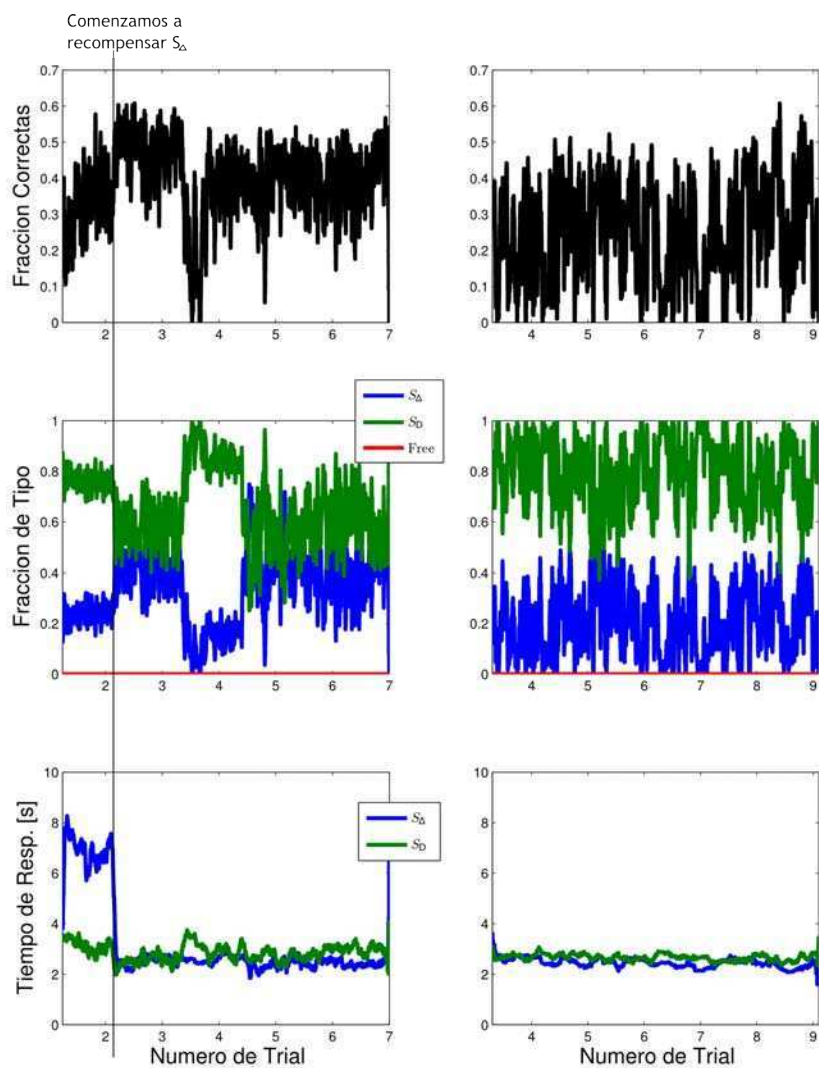 Comenzamos a
recompensar S△
0.7
0.6
0.5
0.4
0.3
0.2
0.1
0
Fraccion Correctas
2 3 4 5 6 7
0.7
0.6
0.5
0.4
0.3
0.2
0.1
0
4 5 6 7 8 9
1
0.8
0.6
0.4
0.2
0
Fraccion de Tipo
2 3 4 5 6 7
S△
S_D
Free
1
0.8
0.6
0.4
0.2
0
4 5 6 7 8 9
10
8
6
4
2
0
Tiempo de Resp. [s]
2 3 4 5 6 7
Numero de Trial
S△
S_D
10
8
6
4
2
0
4 5 6 7 8 9
Numero de Trial